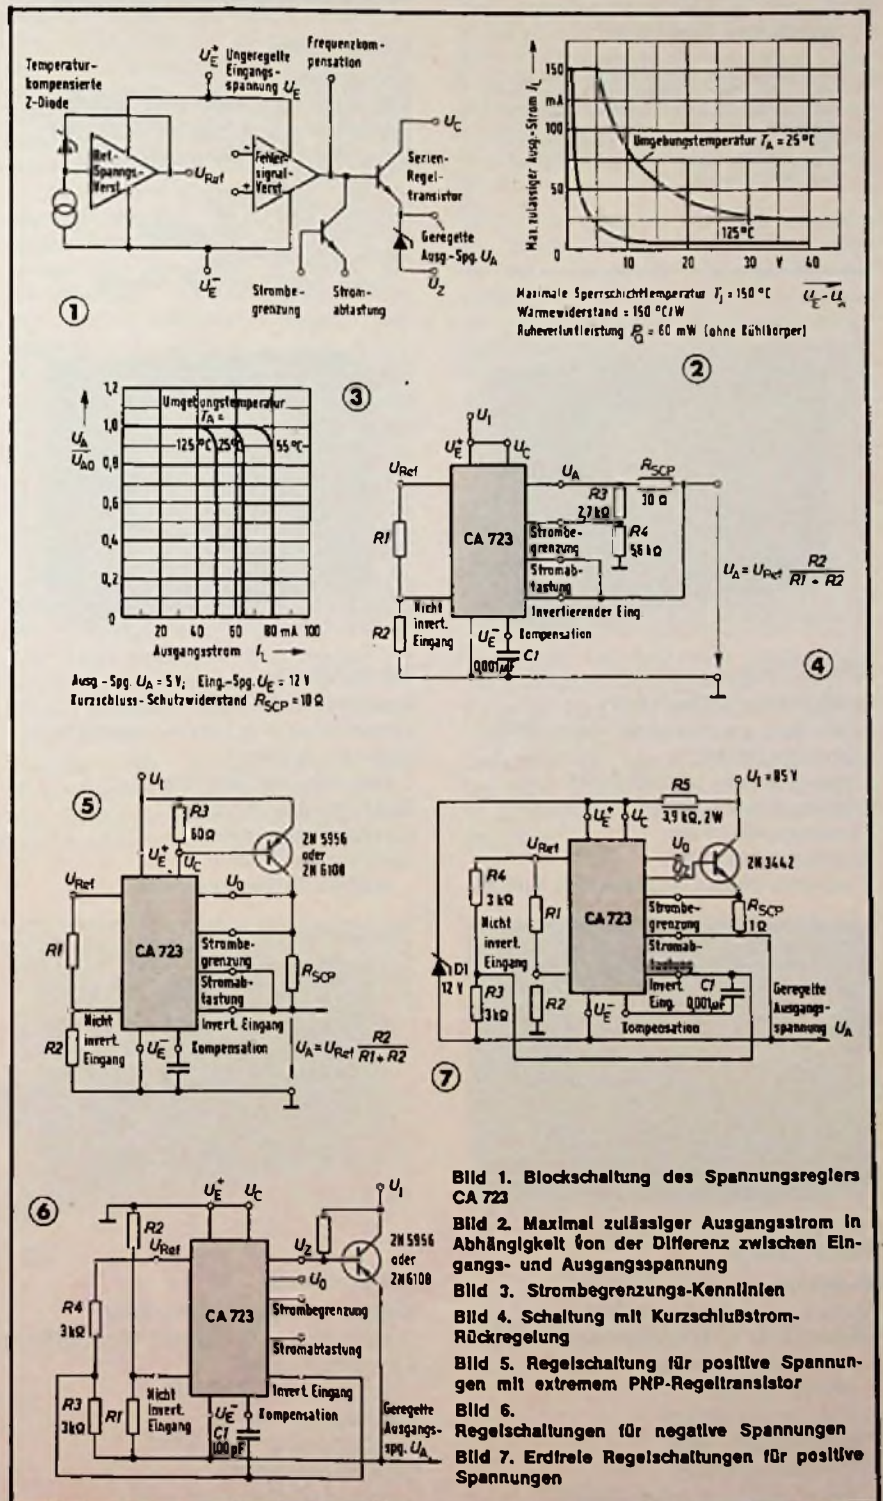 Temperatur-
kompensierte
Z-Diode
U_E^+ Ungeregelte
Eingangs-
spannung U_E
Frequenzkom-
pensation
Ref.-
Spanngs-
Verst.
U_Ref
Fehler-
signal-
Verst.
U_C
Serien-
Regel-
transistor
Geregelte
Ausg.-Spg. U_A
U_Z
U_E^-
Strombe-
grenzung
Strom-
abtastung
①
Max. zulässiger Ausg.-Strom I_L
150
mA
100
50
0
Umgebungstemperatur T_A = 25°C
125°C
10 20 30 V 40
U_E - U_A
Maximale Sperrschichttemperatur T_j = 150 °C
Wärmewiderstand = 150 °C/W
Ruheverlustleistung P_Q = 60 mW (ohne Kühlkörper)
②
③
U_A
U_A0
1,2
1,0
0,8
0,6
0,4
0,2
0
Umgebungstemperatur
T_A =
125°C 25°C 55°C
20 40 60 80 mA 100
Ausgangsstrom I_L
Ausg.-Spg. U_A = 5 V; Eing.-Spg. U_E = 12 V
Kurzschluss-Schutzwiderstand R_SCP = 10 Ω
U_I
U_E^+ U_C
U_Ref
U_A
R_SCP
30 Ω
R3
2,7 kΩ
R4
5,6 kΩ
R1
CA 723
Strombe-
grenzung
Stromab-
tastung
Invertierender Eing.
R2
Nicht
invert.
Eingang
U_E^- Kompensation
0,001 µF C1
U_A = U_Ref R2 / R1 + R2
④
⑤
U_I
R3
60 Ω
U_E^+ U_C
2N 5956
oder
2N 6108
U_Ref
U_0
R1
CA 723
Strombe-
grenzung
Stromab-
tastung
R_SCP
Invert. Eingang
R2
Nicht
invert.
Eingang
U_E^- Kompensation
U_A = U_Ref R2 / R1 + R2
⑦
U_I = 85 V
R5
3,9 kΩ, 2W
U_E^+ U_C
U_Ref
U_0
U_Z
2N 3442
R4
3 kΩ
Nicht
invert.
Eingang
R1
CA 723
Strombe-
grenzung
R_SCP
1 Ω
Stromab-
tastung
D1
12 V
R3
3 kΩ
R2
Invert.
Eing.
C1
0,001 µF
U_E^-
Kompensation
Geregelte
Ausgangs-
spannung U_A
⑥
U_E^+ U_C
R2
U_Ref
U_I
U_Z
2N 5956
oder
2N 6108
U_0
R4
3 kΩ
CA 723
Strombegrenzung
Stromabtastung
R3
3 kΩ
R1
Nicht
invert.
Eingang
Invert. Eingang
U_E^- Kompensation
C1
100 pF
Geregelte
Ausgangs-
spg. U_A
Bild 1. Blockschaltung des Spannungsreglers
CA 723
Bild 2. Maximal zulässiger Ausgangsstrom in
Abhängigkeit von der Differenz zwischen Ein-
gangs- und Ausgangsspannung
Bild 3. Strombegrenzungs-Kennlinien
Bild 4. Schaltung mit Kurzschlußstrom-
Rückregelung
Bild 5. Regelschaltung für positive Spannun-
gen mit extremem PNP-Regeltransistor
Bild 6.
Regelschaltungen für negative Spannungen
Bild 7. Erdfreie Regelschaltungen für positive
Spannungen